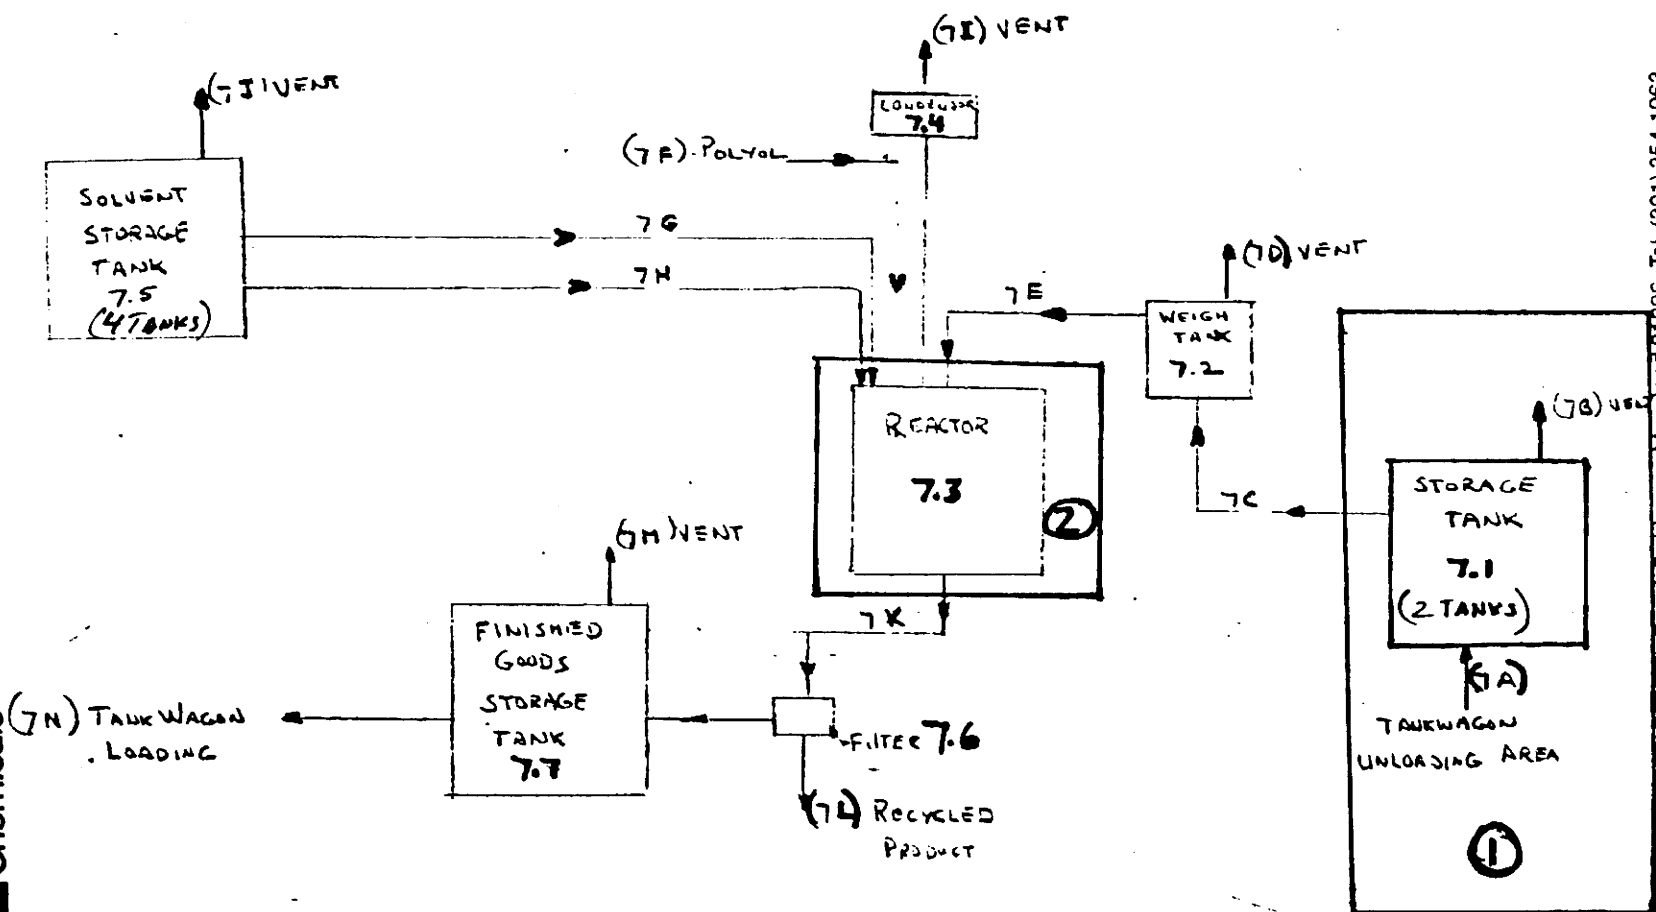 (7I) VENT
(7J) VENT
7.4
(7F) POLYOL
SOLVENT
STORAGE
TANK
7.5
(4 TANKS)
7G
7H
(7D) VENT
7E
WEIGH
TANK
7.2
REACTOR
7.3
2
(7B) VENT
7C
STORAGE
TANK
7.1
(2 TANKS)
(7A)
TANKWAGON
UNLOADING AREA
1
(7M) VENT
7K
FINISHED
GOODS
STORAGE
TANK
7.7
(7N) TANKWAGON
LOADING
FILTER 7.6
(7L) RECYCLED
PRODUCT